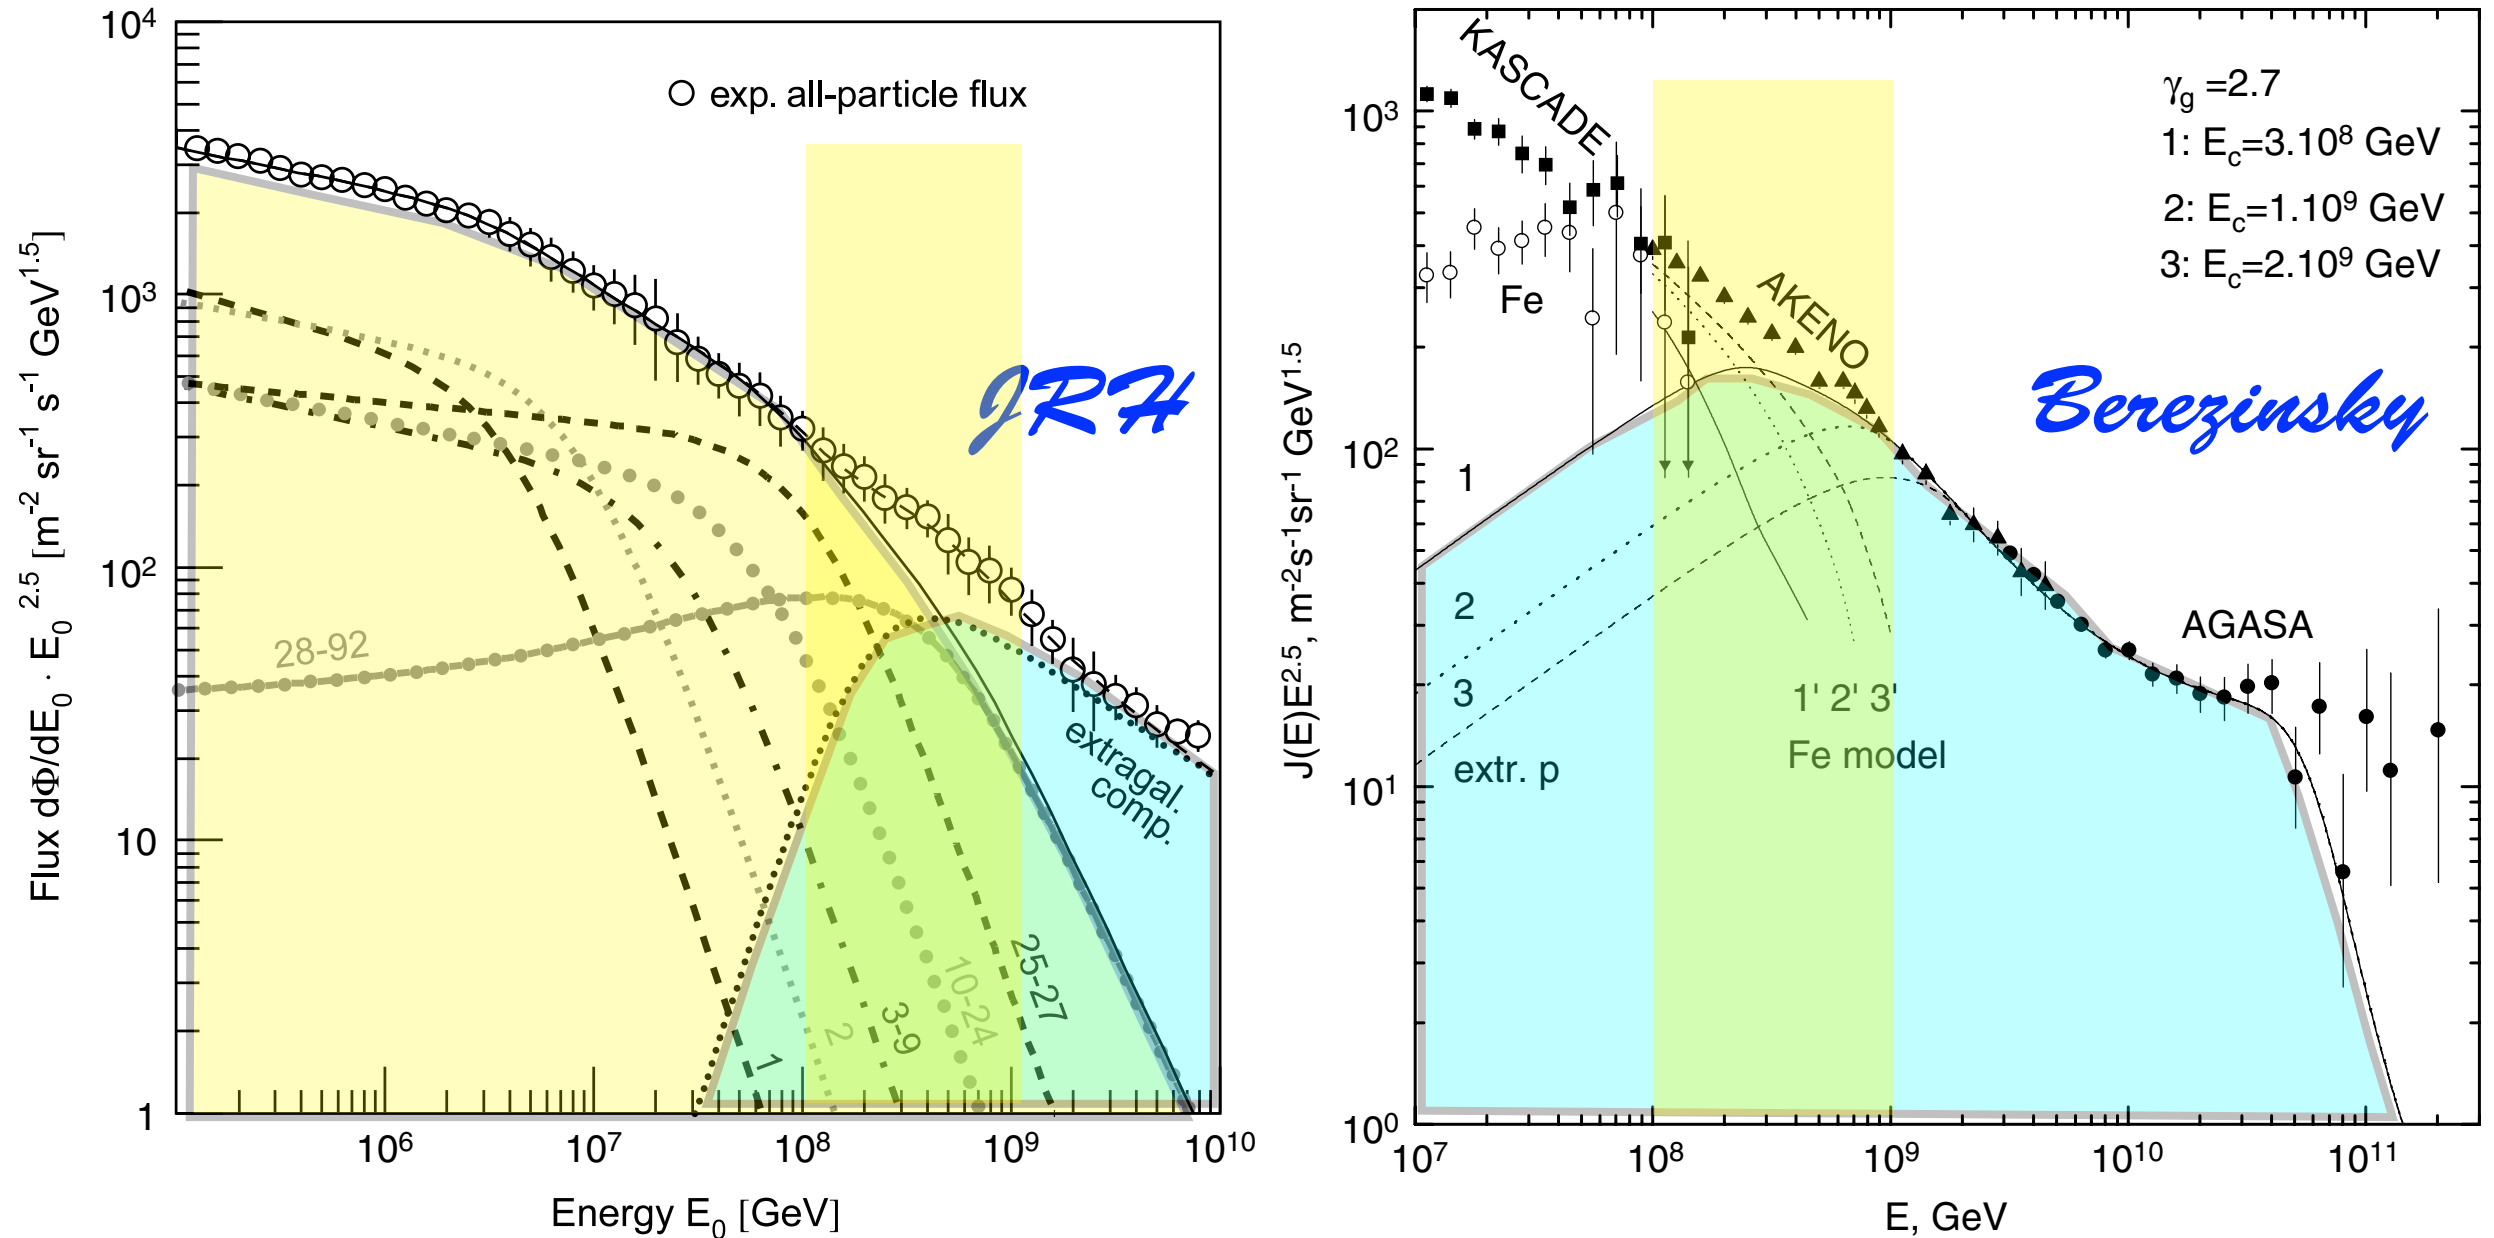 10⁴
10³
10²
10
1
Flux dΦ/dE₀ · E₀²·⁵ [m⁻² sr⁻¹ s⁻¹ GeV¹·⁵]
○ exp. all-particle flux
JRH
28-92
extragal.
comp.
1
2
3-9
10-24
25-27
10⁶ 10⁷ 10⁸ 10⁹ 10¹⁰
Energy E₀ [GeV]
10³
10²
10¹
10⁰
J(E)E²·⁵, m⁻²s⁻¹sr⁻¹ GeV¹·⁵
KASCADE
γg =2.7
1: Ec=3.10⁸ GeV
2: Ec=1.10⁹ GeV
3: Ec=2.10⁹ GeV
Fe
AKENO
Berezinsky
1
2
3
extr. p
1' 2' 3'
Fe model
AGASA
10⁷ 10⁸ 10⁹ 10¹⁰ 10¹¹
E, GeV